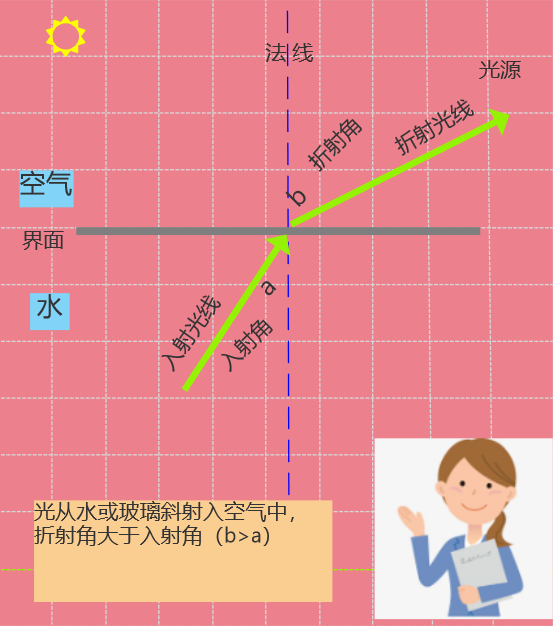 法线
光源
折射光线
折射角
b
空气
界面
a
水
入射光线
入射角
光从水或玻璃斜射入空气中，
折射角大于入射角（b>a）